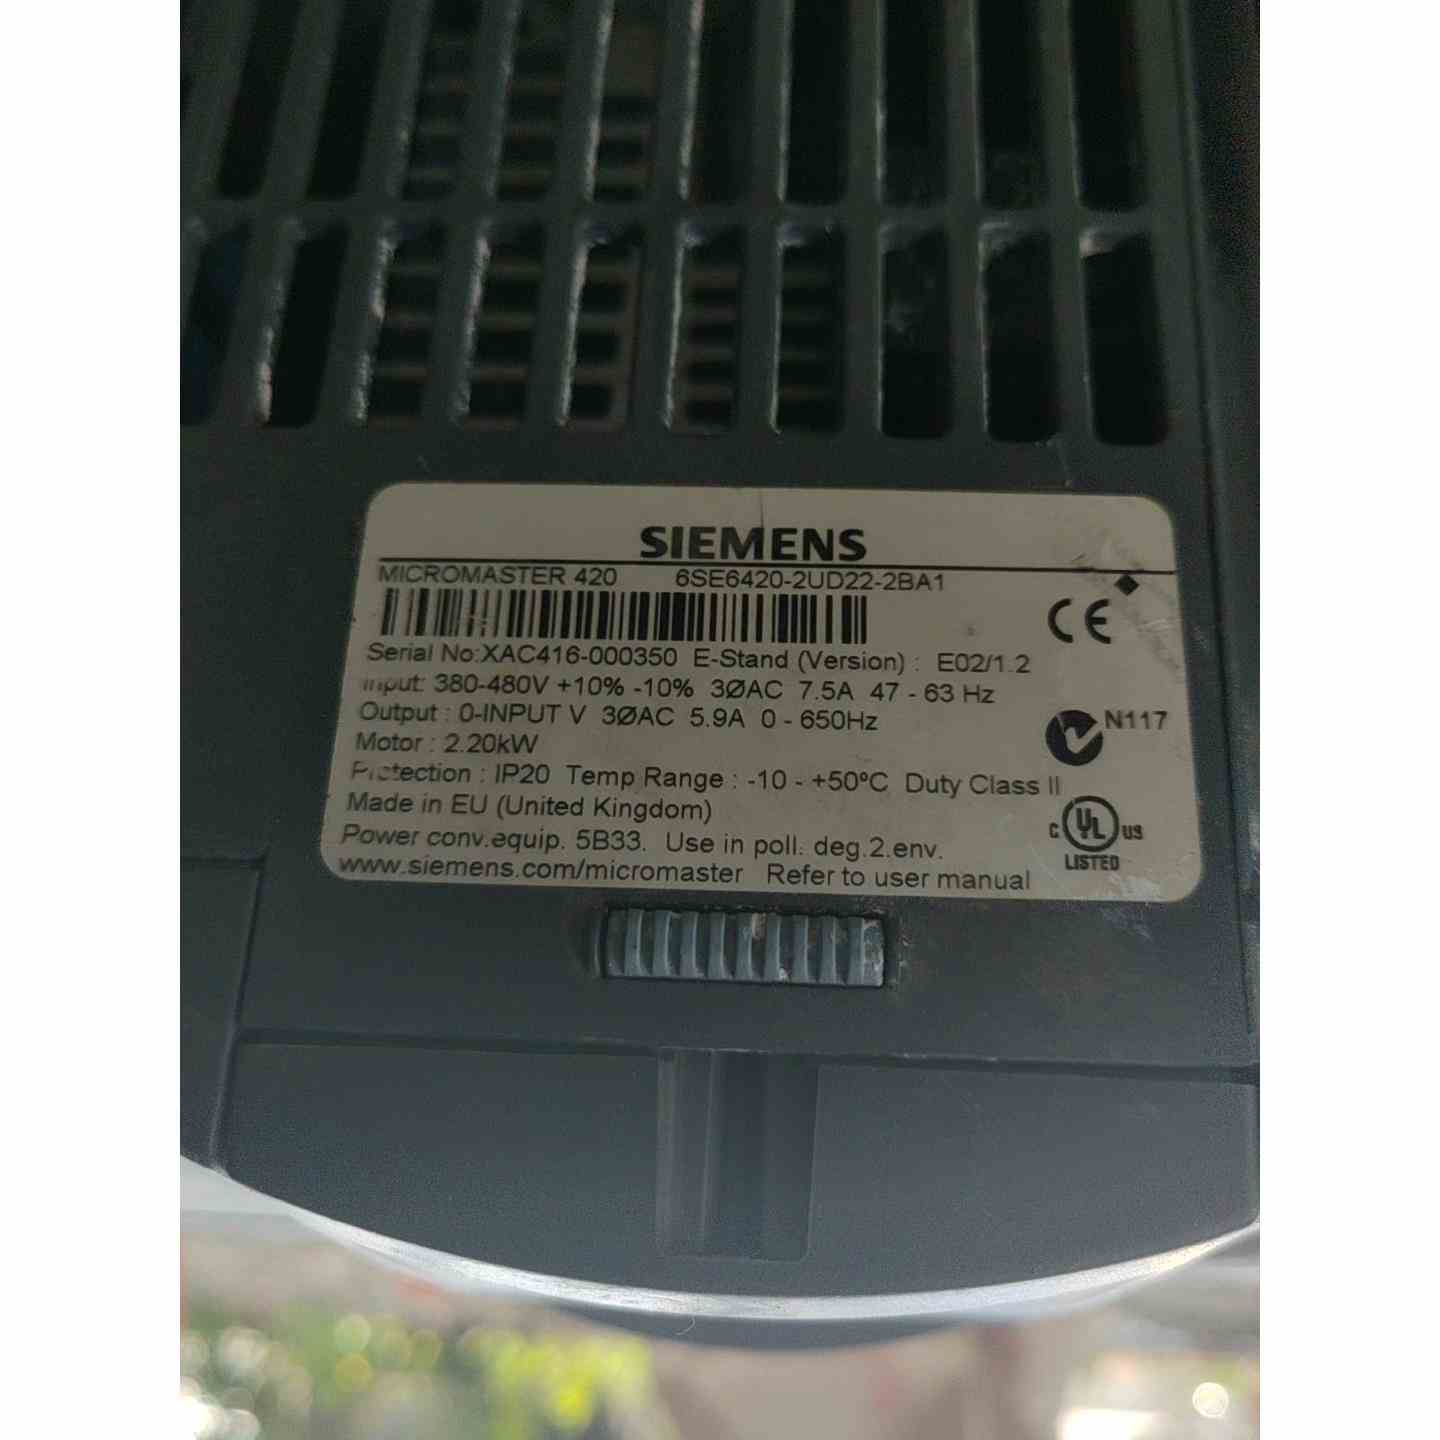 SIEMENS
MICROMASTER 420 6SE6420-2UD22-2BA1
CE
Serial No:XAC416-000350 E-Stand (Version) : E02/1.2
Input: 380-480V +10% -10% 3ØAC 7.5A 47 - 63 Hz
Output : 0-INPUT V 3ØAC 5.9A 0 - 650Hz
N117
Motor : 2.20kW
Protection : IP20 Temp Range : -10 - +50ºC Duty Class II
Made in EU (United Kingdom)
Power conv.equip. 5B33. Use in poll. deg.2.env.
C UL US
LISTED
www.siemens.com/micromaster Refer to user manual